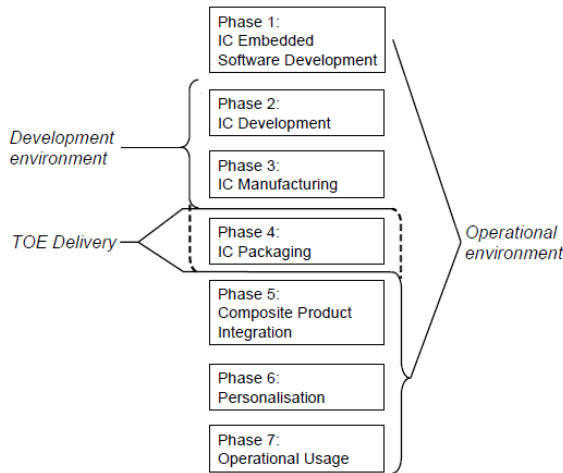 Phase 1:
IC Embedded
Software Development
Phase 2:
IC Development
Development
environment
Phase 3:
IC Manufacturing
TOE Delivery
Phase 4:
IC Packaging
Operational
environment
Phase 5:
Composite Product
Integration
Phase 6:
Personalisation
Phase 7:
Operational Usage